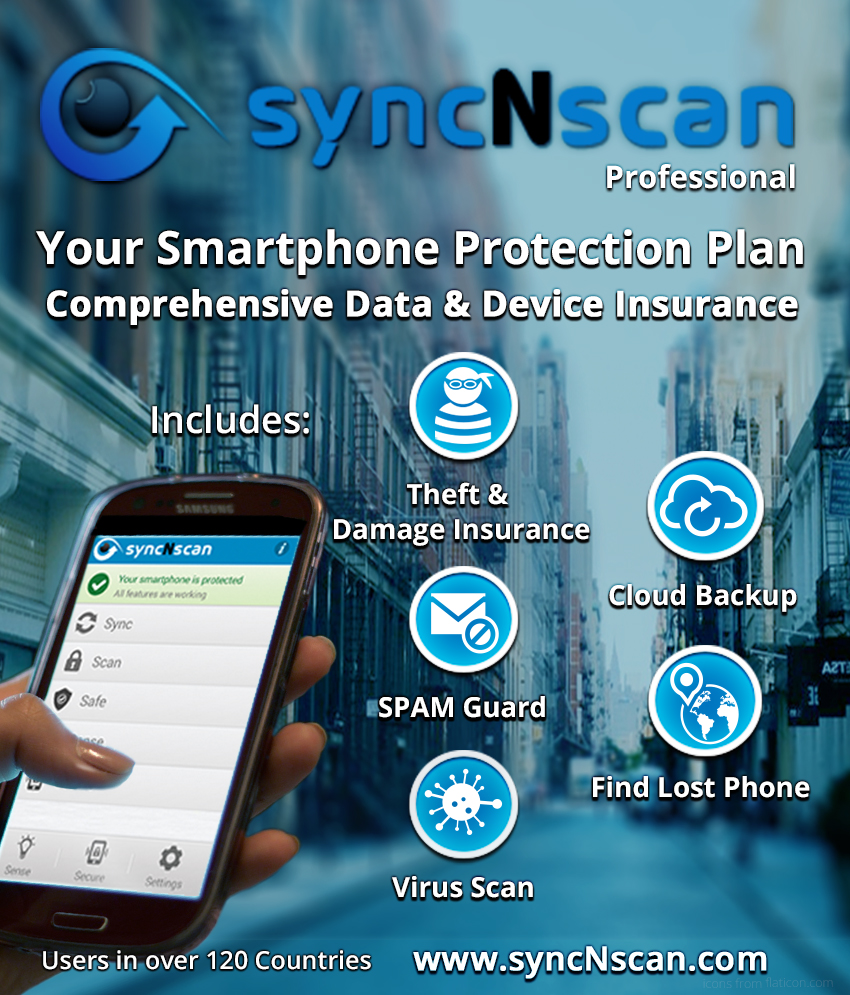 syncNscan
Professional
Your Smartphone Protection Plan
Comprehensive Data & Device Insurance
Includes:
Theft &
Damage Insurance
Cloud Backup
SPAM Guard
Find Lost Phone
Virus Scan
SAMSUNG
syncNscan
i
Your smartphone is protected
All features are working
Sync
Scan
Safe
Sense
Secure
Settings
Users in over 120 Countries
www.syncNscan.com
icons from flaticon.com